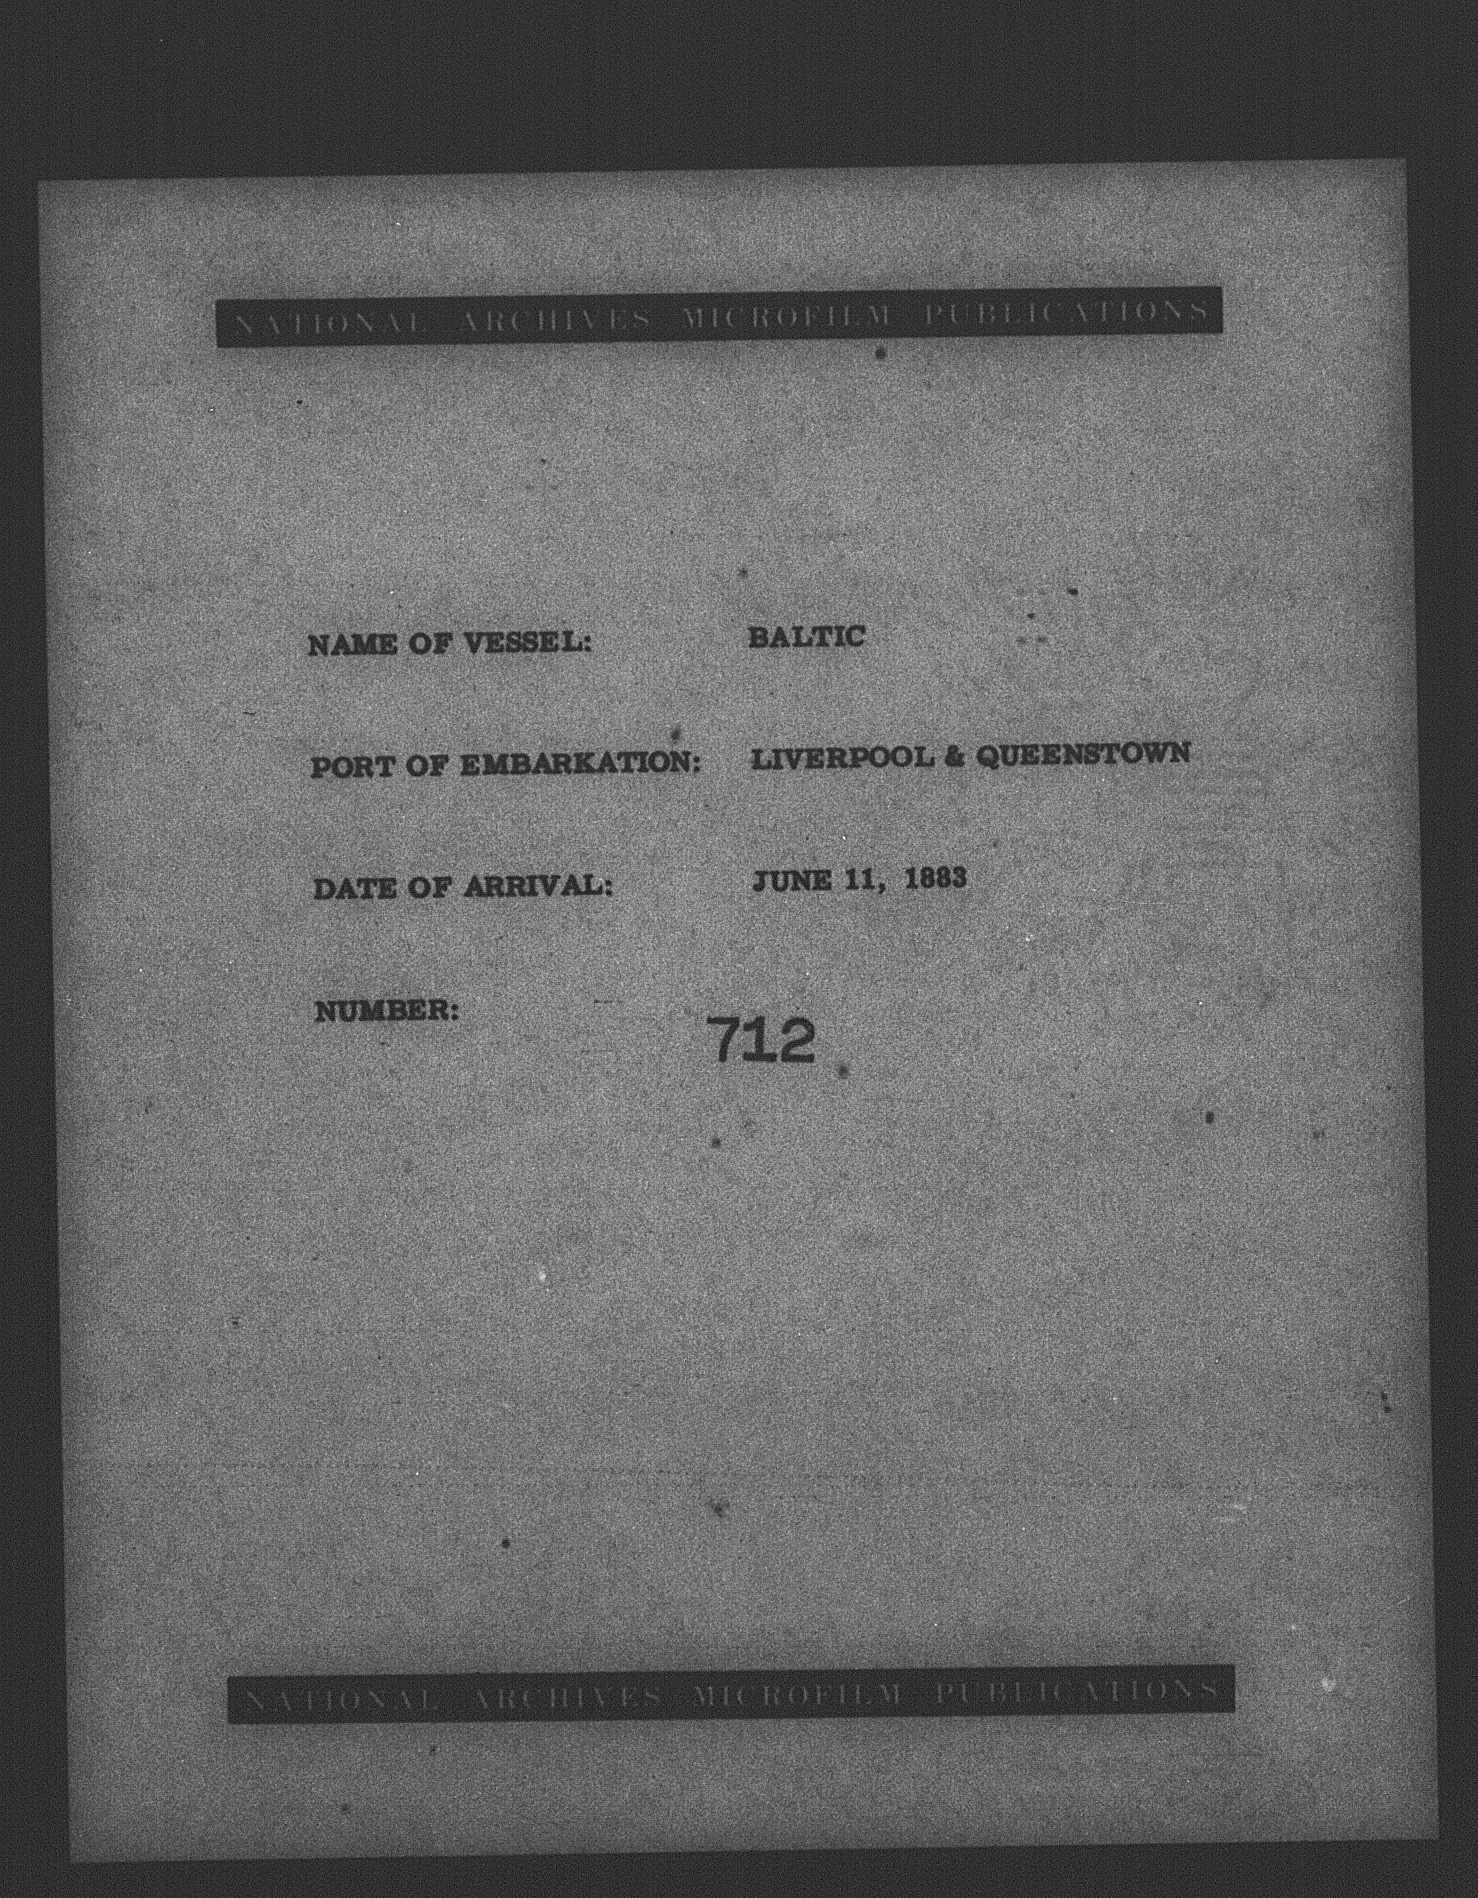 NATIONAL ARCHIVES MICROFILM PUBLICATIONS
NAME OF VESSEL: BALTIC
PORT OF EMBARKATION: LIVERPOOL & QUEENSTOWN
DATE OF ARRIVAL: JUNE 11, 1883
NUMBER: 712
NATIONAL ARCHIVES MICROFILM PUBLICATIONS